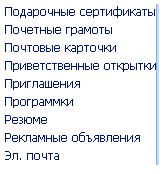 Подарочные сертификаты
Почетные грамоты
Почтовые карточки
Приветственные открытки
Приглашения
Программки
Резюме
Рекламные объявления
Эл. почта